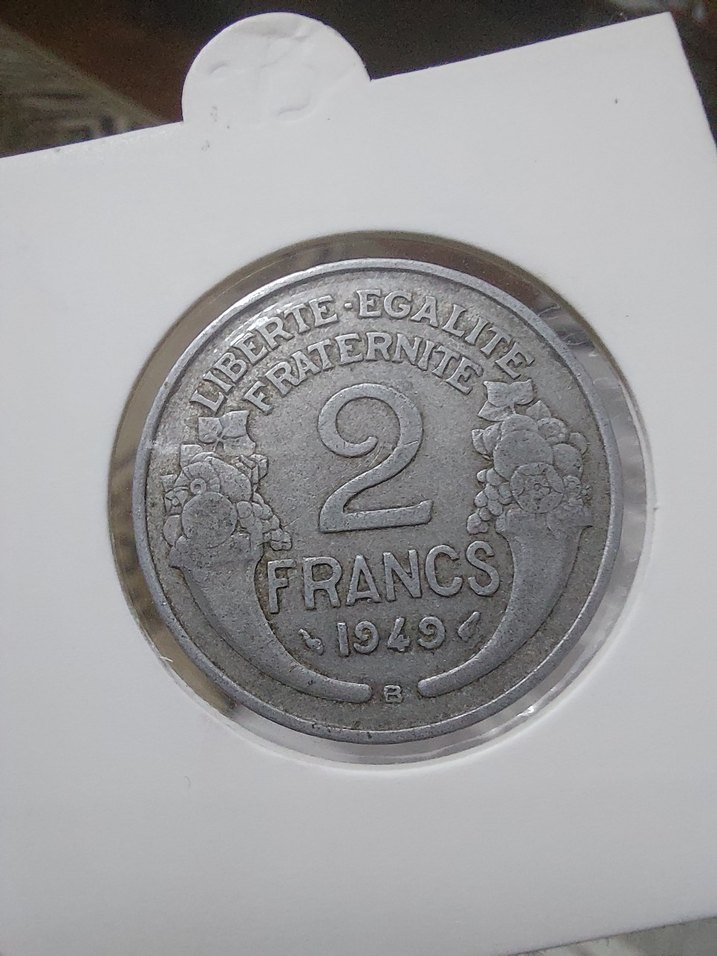 LIBERTE·EGALITE
FRATERNITE
2
FRANCS
1949
B